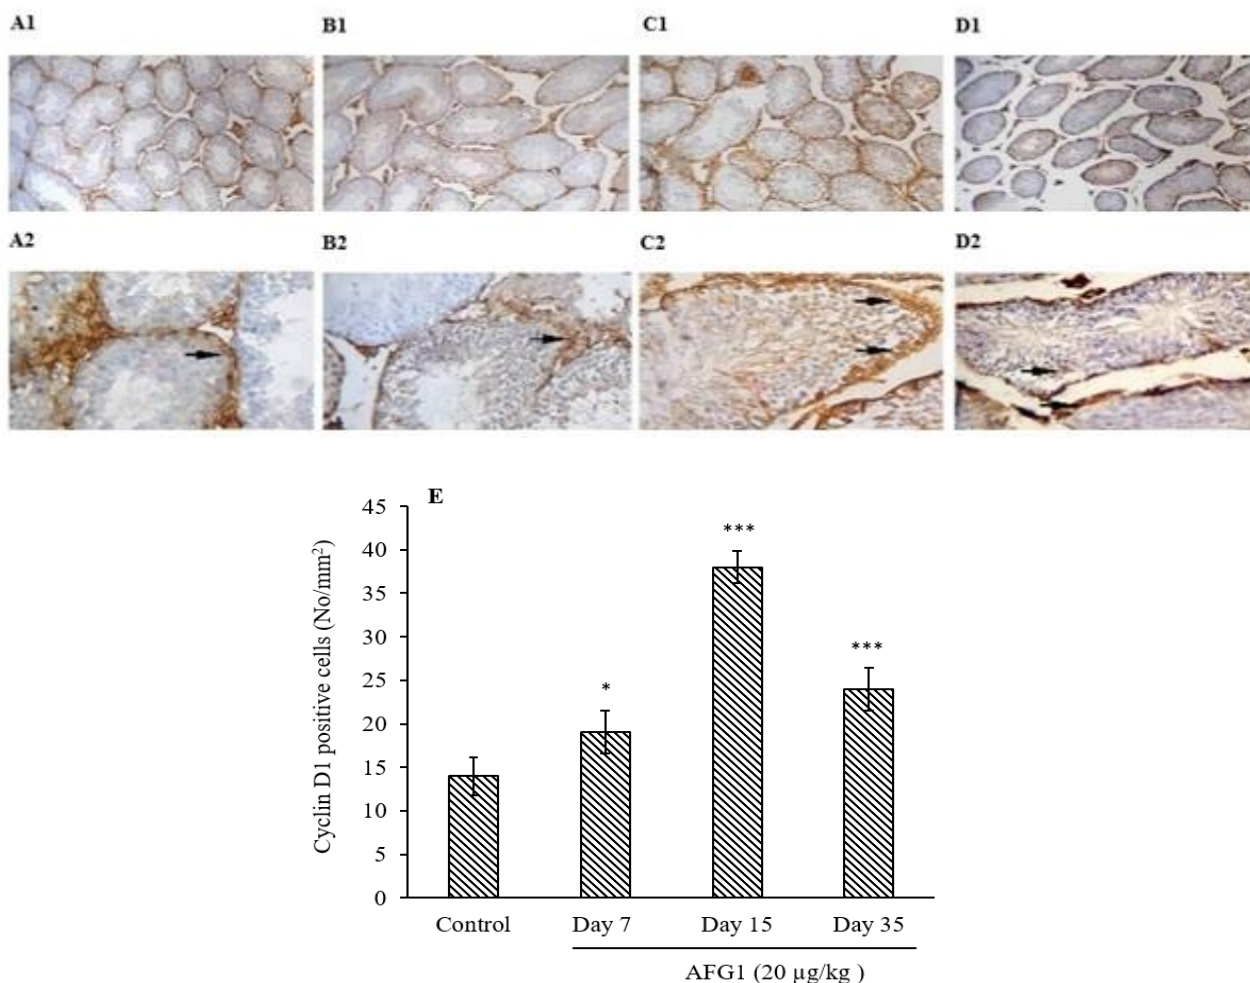 A1 B1 C1 D1
A2 B2 C2 D2
E
45
40
35
30
25
20
15
10
5
0
Cyclin D1 positive cells (No/mm²)
*
***
***
Control Day 7 Day 15 Day 35
AFG1 (20 µg/kg )